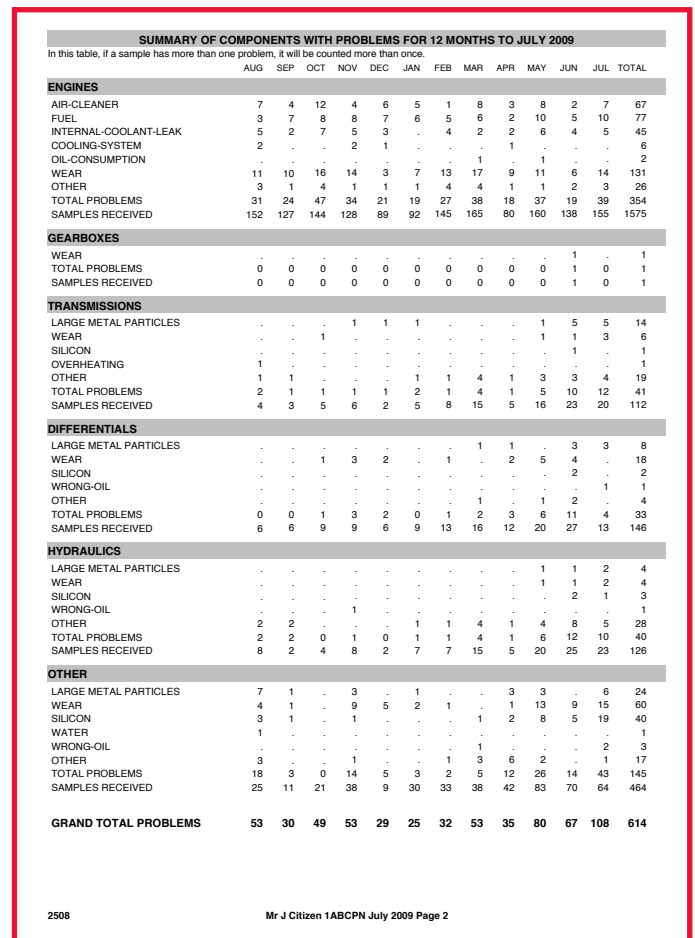 SUMMARY OF COMPONENTS WITH PROBLEMS FOR 12 MONTHS TO JULY 2009
In this table, if a sample has more than one problem, it will be counted more than once.
AUG SEP OCT NOV DEC JAN FEB MAR APR MAY JUN JUL TOTAL
ENGINES
AIR-CLEANER 7 4 12 4 6 5 1 8 3 8 2 7 67
FUEL 3 7 8 8 7 6 5 6 2 10 5 10 77
INTERNAL-COOLANT-LEAK 5 2 7 5 3 . 4 2 2 6 4 5 45
COOLING-SYSTEM 2 . . 2 1 . . . 1 . . . 6
OIL-CONSUMPTION . . . . . . . 1 . 1 . . 2
WEAR 11 10 16 14 3 7 13 17 9 11 6 14 131
OTHER 3 1 4 1 1 1 4 4 1 1 2 3 26
TOTAL PROBLEMS 31 24 47 34 21 19 27 38 18 37 19 39 354
SAMPLES RECEIVED 152 127 144 128 89 92 145 165 80 160 138 155 1575
GEARBOXES
WEAR . . . . . . . . . . 1 . 1
TOTAL PROBLEMS 0 0 0 0 0 0 0 0 0 0 1 0 1
SAMPLES RECEIVED 0 0 0 0 0 0 0 0 0 0 1 0 1
TRANSMISSIONS
LARGE METAL PARTICLES . . . 1 1 1 . . . 1 5 5 14
WEAR . . 1 . . . . . . 1 1 3 6
SILICON . . . . . . . . . . 1 . 1
OVERHEATING 1 . . . . . . . . . . . 1
OTHER 1 1 . . . 1 1 4 1 3 3 4 19
TOTAL PROBLEMS 2 1 1 1 1 2 1 4 1 5 10 12 41
SAMPLES RECEIVED 4 3 5 6 2 5 8 15 5 16 23 20 112
DIFFERENTIALS
LARGE METAL PARTICLES . . . . . . . 1 1 . 3 3 8
WEAR . . 1 3 2 . 1 . 2 5 4 . 18
SILICON . . . . . . . . . . 2 . 2
WRONG-OIL . . . . . . . . . . . 1 1
OTHER . . . . . . . 1 . 1 2 . 4
TOTAL PROBLEMS 0 0 1 3 2 0 1 2 3 6 11 4 33
SAMPLES RECEIVED 6 6 9 9 6 9 13 16 12 20 27 13 146
HYDRAULICS
LARGE METAL PARTICLES . . . . . . . . . 1 1 2 4
WEAR . . . . . . . . . 1 1 2 4
SILICON . . . . . . . . . . 2 1 3
WRONG-OIL . . . 1 . . . . . . . . 1
OTHER 2 2 . . . 1 1 4 1 4 8 5 28
TOTAL PROBLEMS 2 2 0 1 0 1 1 4 1 6 12 10 40
SAMPLES RECEIVED 8 2 4 8 2 7 7 15 5 20 25 23 126
OTHER
LARGE METAL PARTICLES 7 1 . 3 . 1 . . 3 3 . 6 24
WEAR 4 1 . 9 5 2 1 . 1 13 9 15 60
SILICON 3 1 . 1 . . . 1 2 8 5 19 40
WATER 1 . . . . . . . . . . . 1
WRONG-OIL . . . . . . . 1 . . . 2 3
OTHER 3 . . 1 . . 1 3 6 2 . 1 17
TOTAL PROBLEMS 18 3 0 14 5 3 2 5 12 26 14 43 145
SAMPLES RECEIVED 25 11 21 38 9 30 33 38 42 83 70 64 464
GRAND TOTAL PROBLEMS 53 30 49 53 29 25 32 53 35 80 67 108 614
2508 Mr J Citizen 1ABCPN July 2009 Page 2